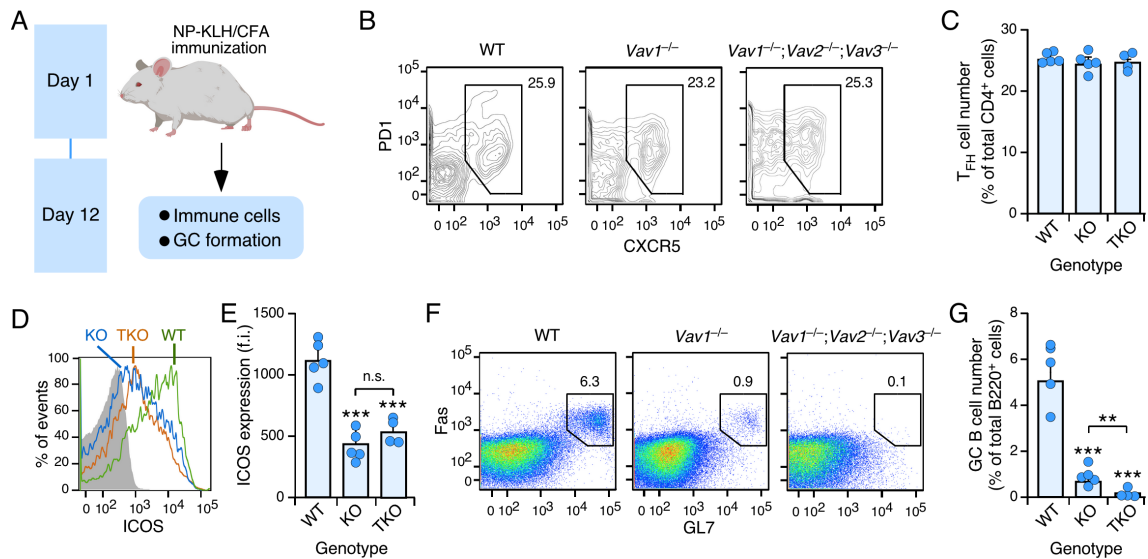 A
Day 1
Day 12
NP-KLH/CFA
immunization
● Immune cells
● GC formation
B
WT
Vav1–/–
Vav1–/–;Vav2–/–;Vav3–/–
25.9
23.2
25.3
PD1
10⁵
10⁴
10³
10²
0
0 10² 10³ 10⁴ 10⁵
0 10² 10³ 10⁴ 10⁵
0 10² 10³ 10⁴ 10⁵
CXCR5
C
TFH cell number
(% of total CD4⁺ cells)
30
20
10
0
WT
KO
TKO
Genotype
D
KO
TKO
WT
% of events
100
80
60
40
20
0
0 10² 10³ 10⁴ 10⁵
ICOS
E
ICOS expression (f.i.)
1500
1000
500
0
n.s.
***
***
WT
KO
TKO
Genotype
F
WT
Vav1–/–
Vav1–/–;Vav2–/–;Vav3–/–
6.3
0.9
0.1
Fas
10⁵
10⁴
10³
10²
0
0 10² 10³ 10⁴ 10⁵
0 10² 10³ 10⁴ 10⁵
0 10² 10³ 10⁴ 10⁵
GL7
G
GC B cell number
(% of total B220⁺ cells)
8
6
4
2
0
**
***
***
WT
KO
TKO
Genotype